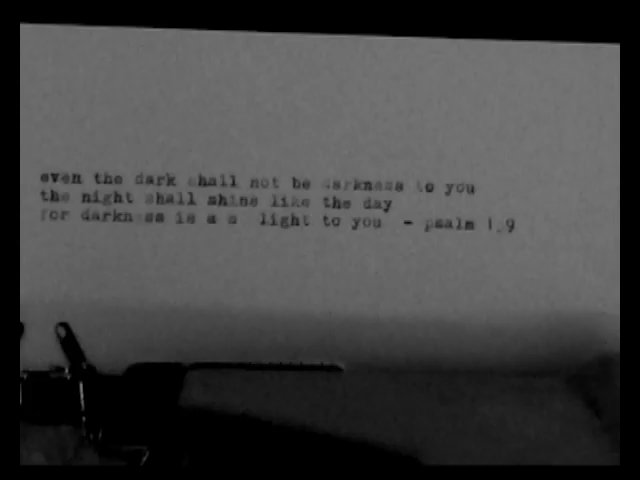 even the dark shall not be darkness to you
the night shall shine like the day
for darkness is a s light to you - psalm